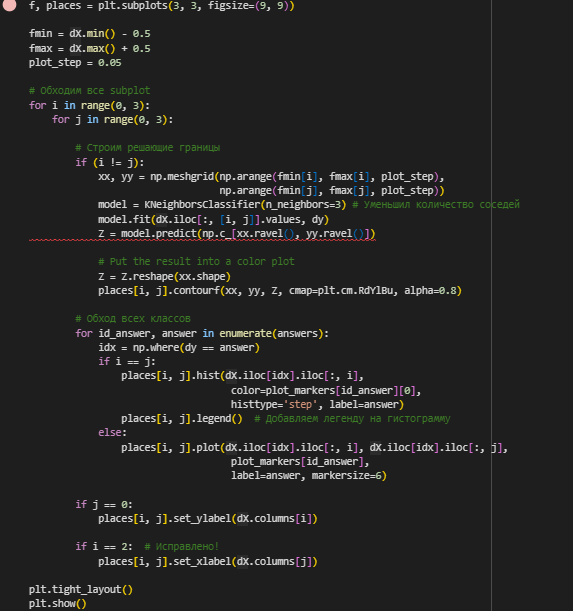 f, places = plt.subplots(3, 3, figsize=(9, 9))
fmin = dX.min() - 0.5
fmax = dX.max() + 0.5
plot_step = 0.05
# Обходим все subplot
for i in range(0, 3):
    for j in range(0, 3):
        # Строим решающие границы
        if (i != j):
            xx, yy = np.meshgrid(np.arange(fmin[i], fmax[i], plot_step),
                                 np.arange(fmin[j], fmax[j], plot_step))
            model = KNeighborsClassifier(n_neighbors=3) # Уменьшил количество соседей
            model.fit(dX.iloc[:, [i, j]].values, dy)
            Z = model.predict(np.c_[xx.ravel(), yy.ravel()])
            # Put the result into a color plot
            Z = Z.reshape(xx.shape)
            places[i, j].contourf(xx, yy, Z, cmap=plt.cm.RdYlBu, alpha=0.8)
        # Обход всех классов
        for id_answer, answer in enumerate(answers):
            idx = np.where(dy == answer)
            if i == j:
                places[i, j].hist(dX.iloc[idx].iloc[:, i],
                                  color=plot_markers[id_answer][0],
                                  histtype='step', label=answer)
                places[i, j].legend()  # Добавляем легенду на гистограмму
            else:
                places[i, j].plot(dX.iloc[idx].iloc[:, i], dX.iloc[idx].iloc[:, j],
                                  plot_markers[id_answer],
                                  label=answer, markersize=6)
        if j == 0:
            places[i, j].set_ylabel(dX.columns[i])
        if i == 2:  # Исправлено!
            places[i, j].set_xlabel(dX.columns[j])
plt.tight_layout()
plt.show()